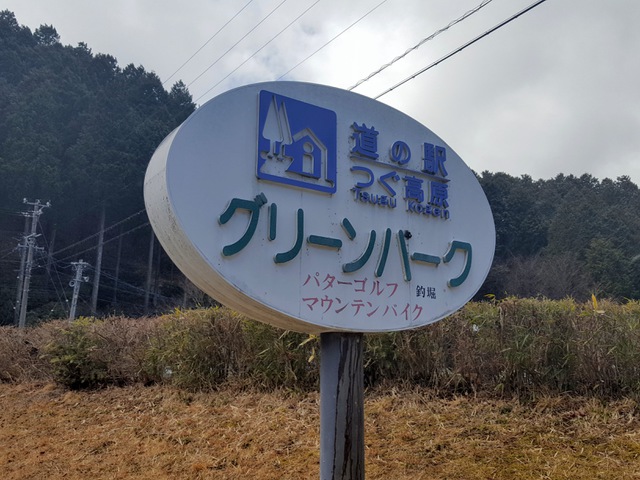 道の駅
つぐ高原
Tsugu kogen
グリーンパーク
パターゴルフ 釣堀
マウンテンバイク